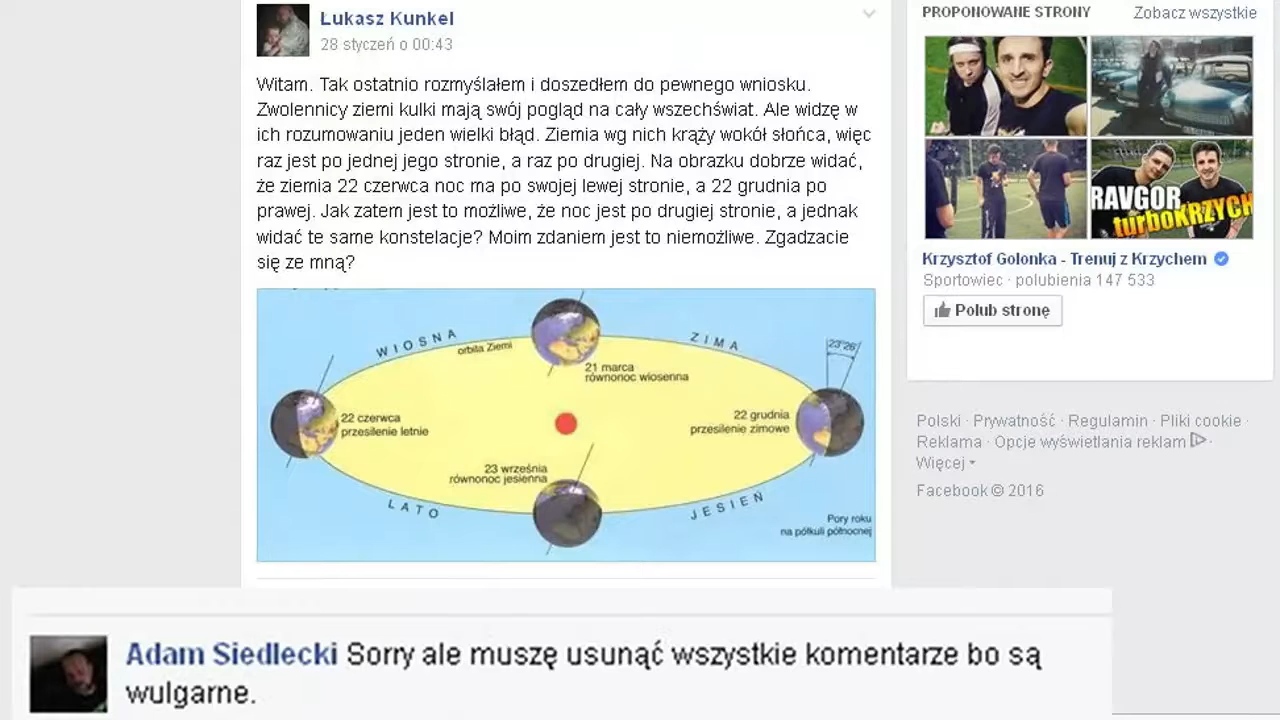 Lukasz Kunkel
28 styczeń o 00:43
Witam. Tak ostatnio rozmyślałem i doszedłem do pewnego wniosku.
Zwolennicy ziemi kulki mają swój pogląd na cały wszechświat. Ale widzę w
ich rozumowaniu jeden wielki błąd. Ziemia wg nich krąży wokół słońca, więc
raz jest po jednej jego stronie, a raz po drugiej. Na obrazku dobrze widać,
że ziemia 22 czerwca noc ma po swojej lewej stronie, a 22 grudnia po
prawej. Jak zatem jest to możliwe, że noc jest po drugiej stronie, a jednak
widać te same konstelacje? Moim zdaniem jest to niemożliwe. Zgadzacie
się ze mną?
WIOSNA
orbita Ziemi
ZIMA
23°26'
21 marca
równonoc wiosenna
22 czerwca
przesilenie letnie
22 grudnia
przesilenie zimowe
23 września
równonoc jesienna
LATO
JESIEŃ
Pory roku
na półkuli północnej
PROPONOWANE STRONY
Zobacz wszystkie
RAVGOR
turboKRZYCH
Krzysztof Golonka - Trenuj z Krzychem
Sportowiec · polubienia 147 533
Polub stronę
Polski · Prywatność · Regulamin · Pliki cookie ·
Reklama · Opcje wyświetlania reklam ·
Więcej
Facebook © 2016
Adam Siedlecki Sorry ale muszę usunąć wszystkie komentarze bo są
wulgarne.